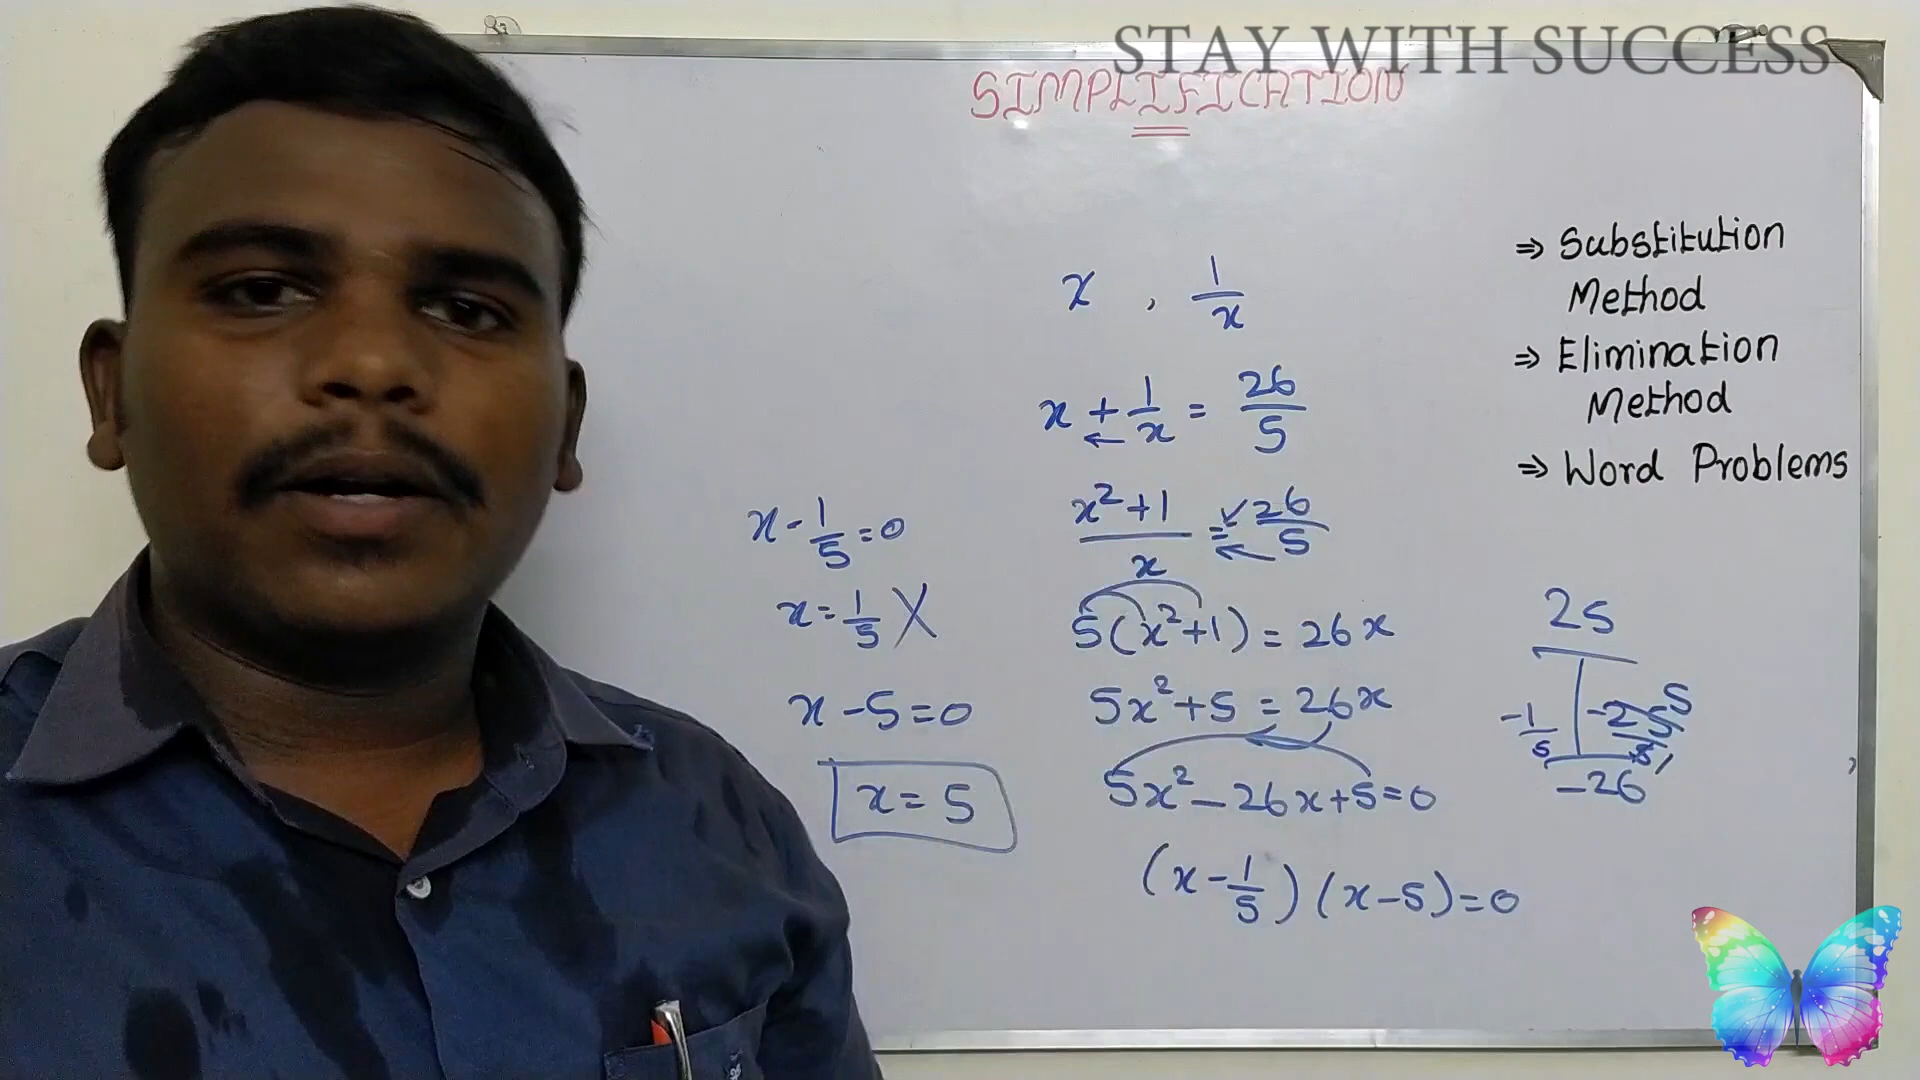 STAY WITH SUCCESS
SIMPLIFICATION
x , 1/x
x + 1/x = 26/5
x²+1/x = 26/5
5(x²+1) = 26x
5x²+5 = 26x
5x²-26x+5=0
(x-1/5)(x-5)=0
x-1/5=0
x=1/5 X
x-5=0
x=5
⇒ Substitution
Method
⇒ Elimination
Method
⇒ Word Problems
25
-1/5
-5
-26